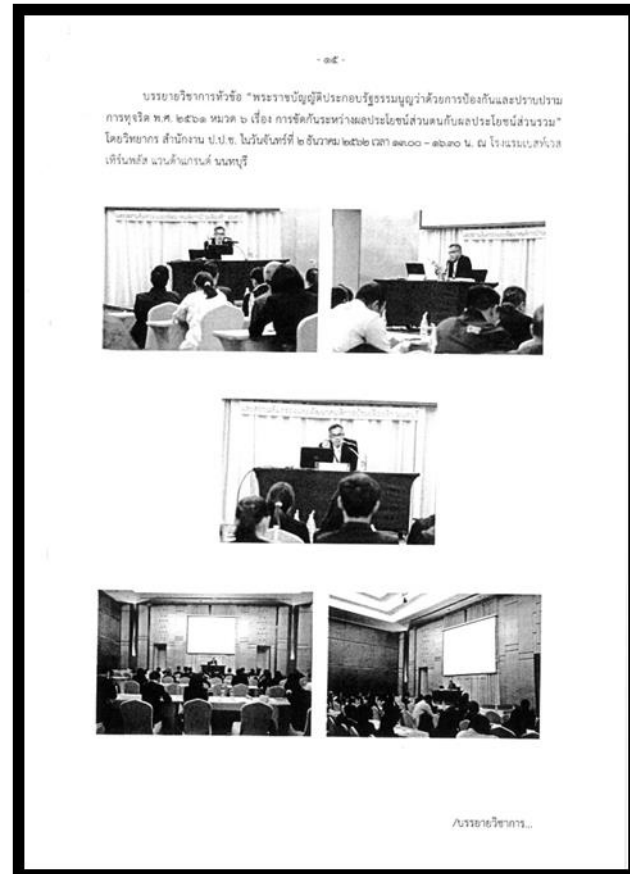 - ๑๕ -
บรรยายวิชาการหัวข้อ "พระราชบัญญัติประกอบรัฐธรรมนูญว่าด้วยการป้องกันและปราบปราม
การทุจริต พ.ศ. ๒๕๖๑ หมวด ๖ เรื่อง การขัดกันระหว่างผลประโยชน์ส่วนตนกับผลประโยชน์ส่วนรวม"
โดยวิทยากร สำนักงาน ป.ป.ช. ในวันจันทร์ที่ ๒ ธันวาคม ๒๕๖๒ เวลา ๑๓.๐๐ – ๑๖.๓๐ น. ณ โรงแรมเบสท์เวส
เทิร์นพลัส แวนด้าแกรนด์ นนทบุรี
/บรรยายวิชาการ...